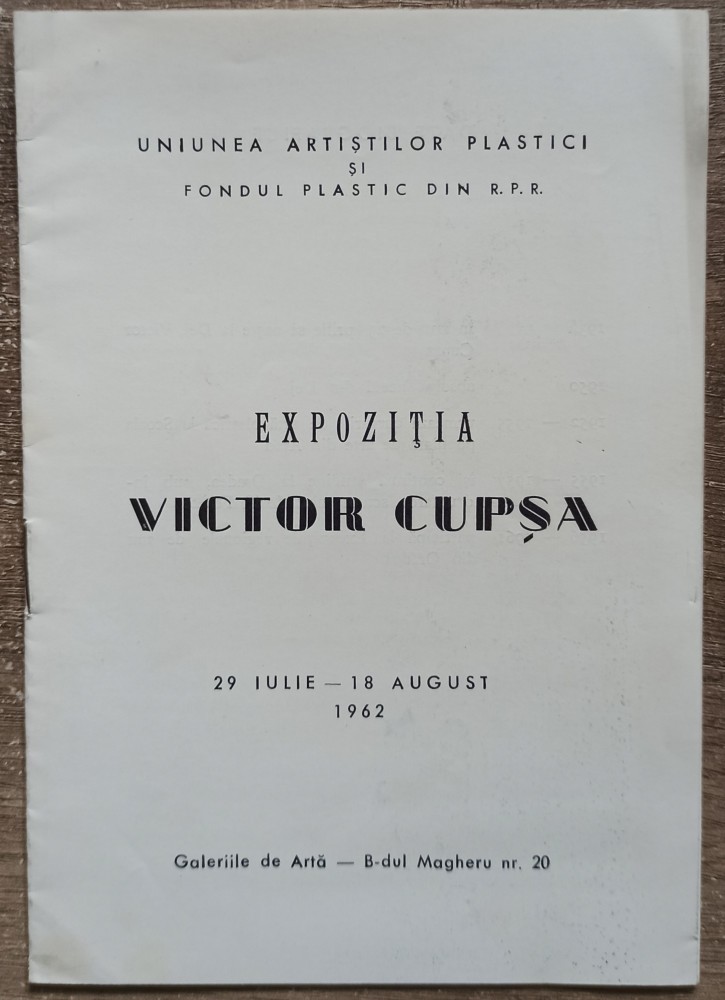 UNIUNEA ARTIȘTILOR PLASTICI
ȘI
FONDUL PLASTIC DIN R. P. R.
EXPOZIȚIA
VICTOR CUPȘA
29 IULIE — 18 AUGUST
1962
Galeriile de Artă — B-dul Magheru nr. 20